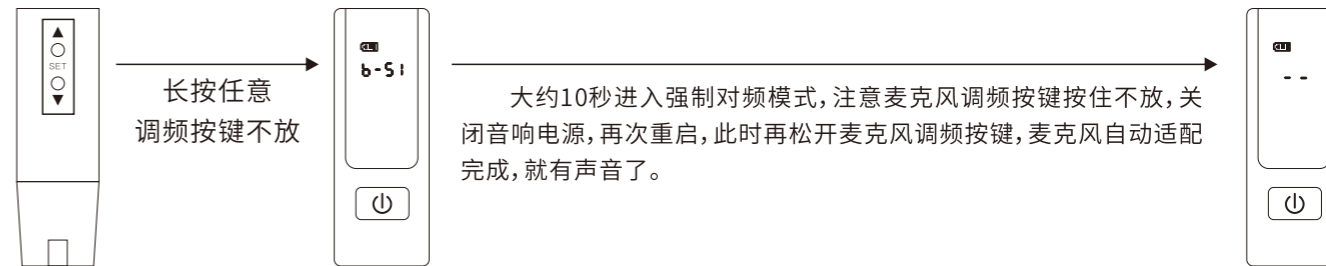 SET
长按任意
调频按键不放
b-51
大约10秒进入强制对频模式，注意麦克风调频按键按住不放，关
闭音响电源，再次重启，此时再松开麦克风调频按键，麦克风自动适配
完成，就有声音了。
--